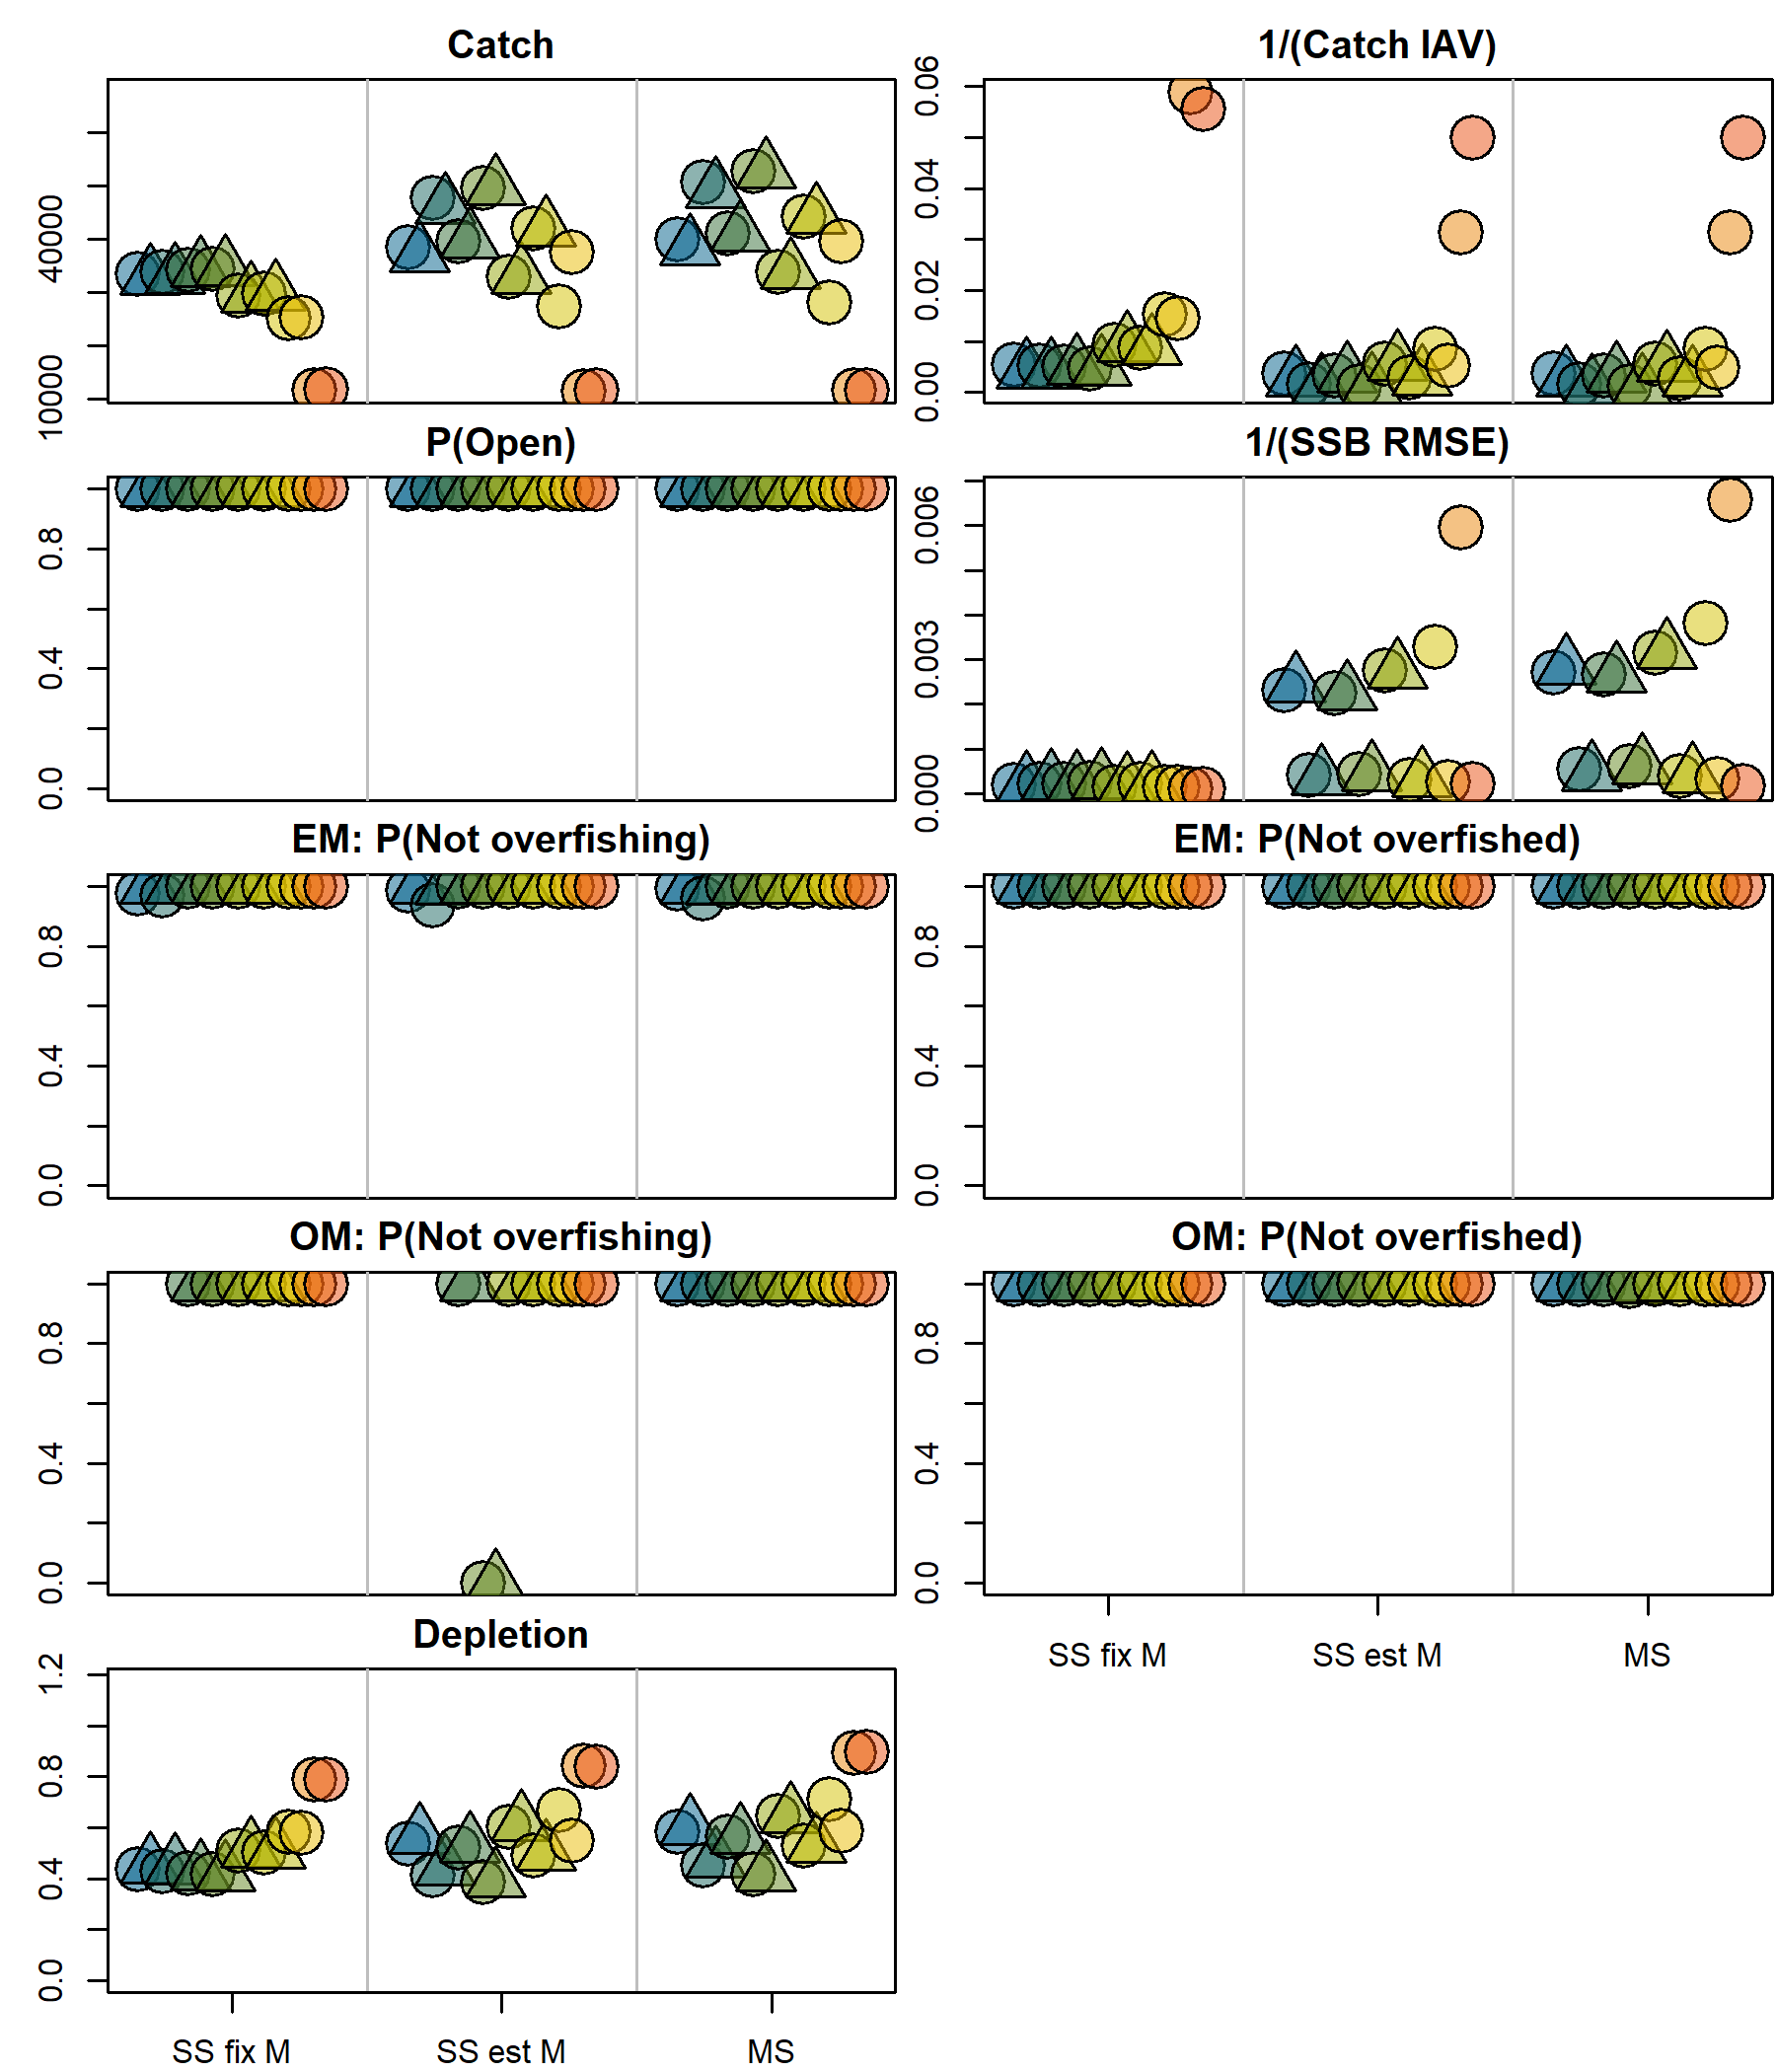 Catch
1/(Catch IAV)
40000
10000
0.06
0.04
0.02
0.00
P(Open)
1/(SSB RMSE)
0.8
0.4
0.0
0.006
0.003
0.000
EM: P(Not overfishing)
EM: P(Not overfished)
0.8
0.4
0.0
0.8
0.4
0.0
OM: P(Not overfishing)
OM: P(Not overfished)
0.8
0.4
0.0
0.8
0.4
0.0
SS fix M
SS est M
MS
Depletion
1.2
0.8
0.4
0.0
SS fix M
SS est M
MS